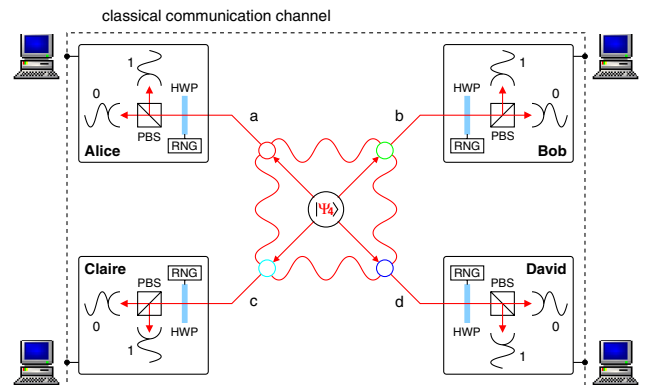 classical communication channel
1
HWP
0
PBS
RNG
Alice
a
b
1
HWP
0
PBS
RNG
Bob
|Ψ4⟩
Claire
RNG
PBS
0
HWP
1
c
d
RNG
PBS
David
HWP
0
1